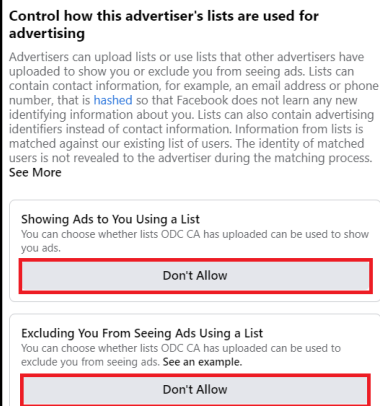 Control how this advertiser's lists are used for
advertising
Advertisers can upload lists or use lists that other advertisers have
uploaded to show you or exclude you from seeing ads. Lists can
contain contact information, for example, an email address or phone
number, that is hashed so that Facebook does not learn any new
identifying information about you. Lists can also contain advertising
identifiers instead of contact information. Information from lists is
matched against our existing list of users. The identity of matched
users is not revealed to the advertiser during the matching process.
See More
Showing Ads to You Using a List
You can choose whether lists ODC CA has uploaded can be used to show
you ads.
Don't Allow
Excluding You From Seeing Ads Using a List
You can choose whether lists ODC CA has uploaded can be used to
exclude you from seeing ads. See an example.
Don't Allow